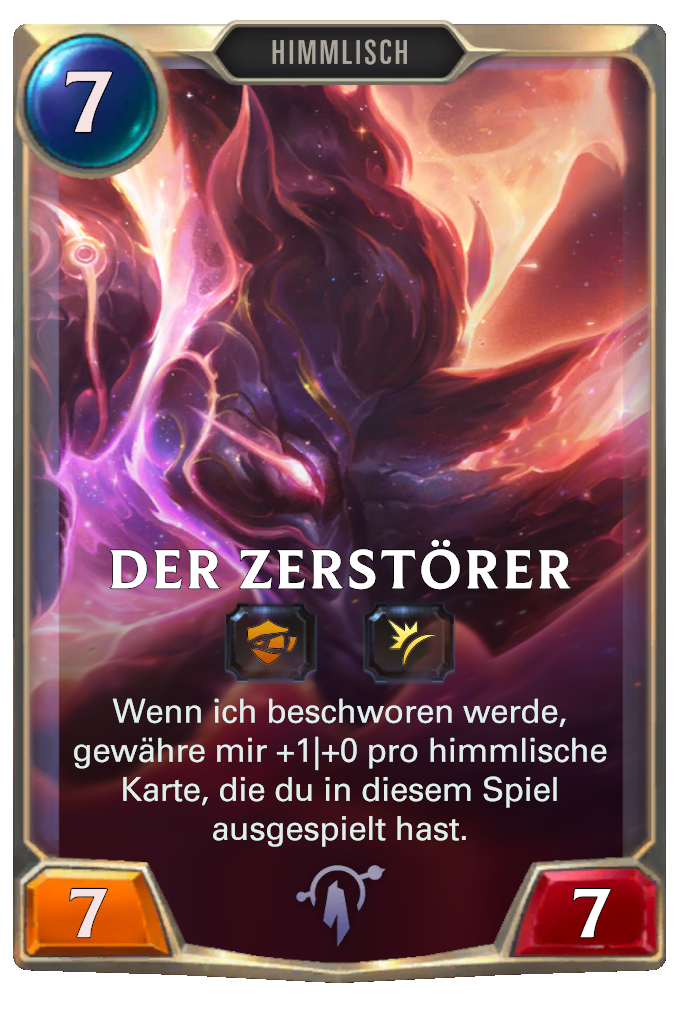 HIMMLISCH
7
DER ZERSTÖRER
Wenn ich beschworen werde,
gewähre mir +1|+0 pro himmlische
Karte, die du in diesem Spiel
ausgespielt hast.
7
7